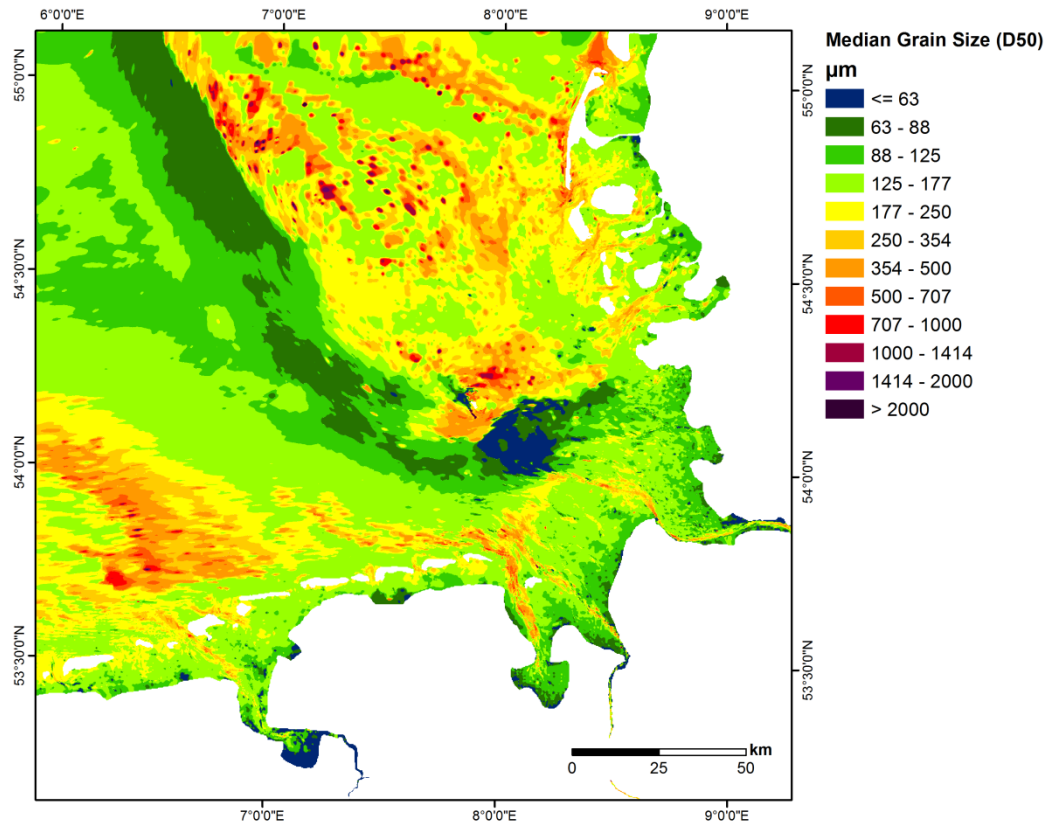 6°0'0"E 7°0'0"E 8°0'0"E 9°0'0"E
55°0'0"N
54°30'0"N
54°0'0"N
53°30'0"N
55°0'0"N
54°30'0"N
54°0'0"N
53°30'0"N
7°0'0"E 8°0'0"E 9°0'0"E
km
0 25 50
Median Grain Size (D50)
µm
<= 63
63 - 88
88 - 125
125 - 177
177 - 250
250 - 354
354 - 500
500 - 707
707 - 1000
1000 - 1414
1414 - 2000
> 2000